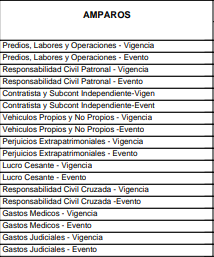 AMPAROS
Predios, Labores y Operaciones - Vigencia
Predios, Labores y Operaciones - Evento
Responsabilidad Civil Patronal - Vigencia
Responsabilidad Civil Patronal - Evento
Contratista y Subcont Independiente-Vigen
Contratista y Subcont Independiente-Event
Vehiculos Propios y No Propios - Vigencia
Vehiculos Propios y No Propios -Evento
Perjuicios Extrapatrimoniales - Vigencia
Perjuicios Extrapatrimoniales - Evento
Lucro Cesante - Vigencia
Lucro Cesante - Evento
Responsabilidad Civil Cruzada - Vigencia
Responsabilidad Civil Cruzada -Evento
Gastos Medicos - Vigencia
Gastos Medicos - Evento
Gastos Judiciales - Vigencia
Gastos Judiciales - Evento